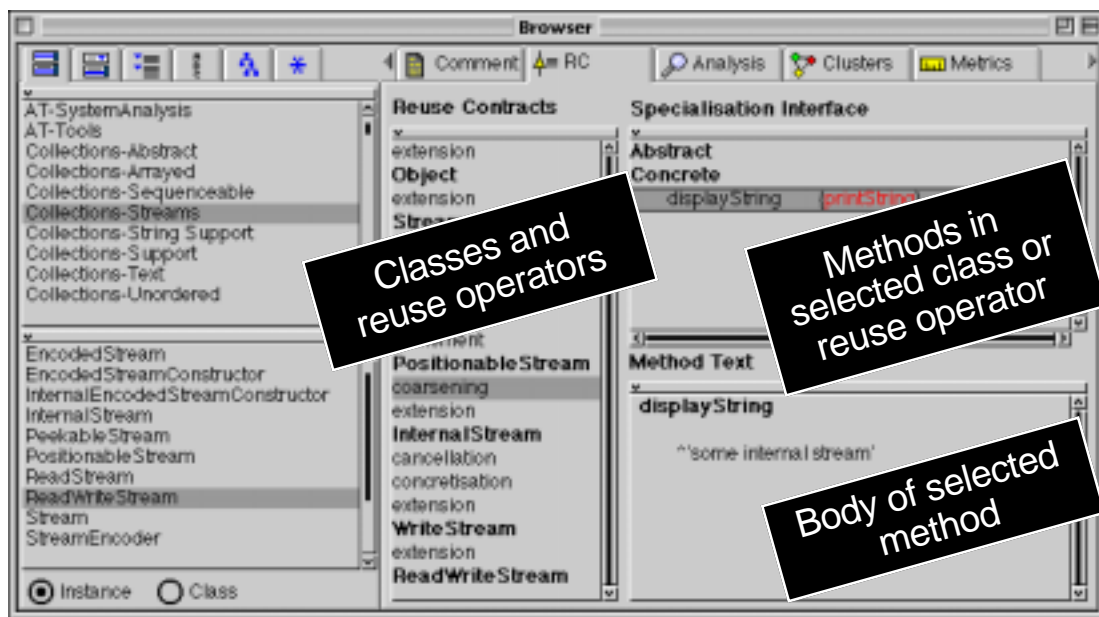 Browser
Comment
RC
Analysis
Clusters
Metrics
AT-SystemAnalysis
AT-Tools
Collections-Abstract
Collections-Arrayed
Collections-Sequenceable
Collections-Streams
Collections-String Support
Collections-Support
Collections-Text
Collections-Unordered
EncodedStream
EncodedStreamConstructor
InternalEncodedStreamConstructor
InternalStream
PeekableStream
PositionableStream
ReadStream
ReadWriteStream
Stream
StreamEncoder
Instance
Class
Reuse Contracts
extension
Object
extension
Classes and
reuse operators
PositionableStream
coarsening
extension
InternalStream
cancellation
concretisation
extension
WriteStream
extension
ReadWriteStream
Specialisation Interface
Abstract
Concrete
displayString {printString}
Methods in
selected class or
reuse operator
Method Text
displayString
^'some internal stream'
Body of selected
method